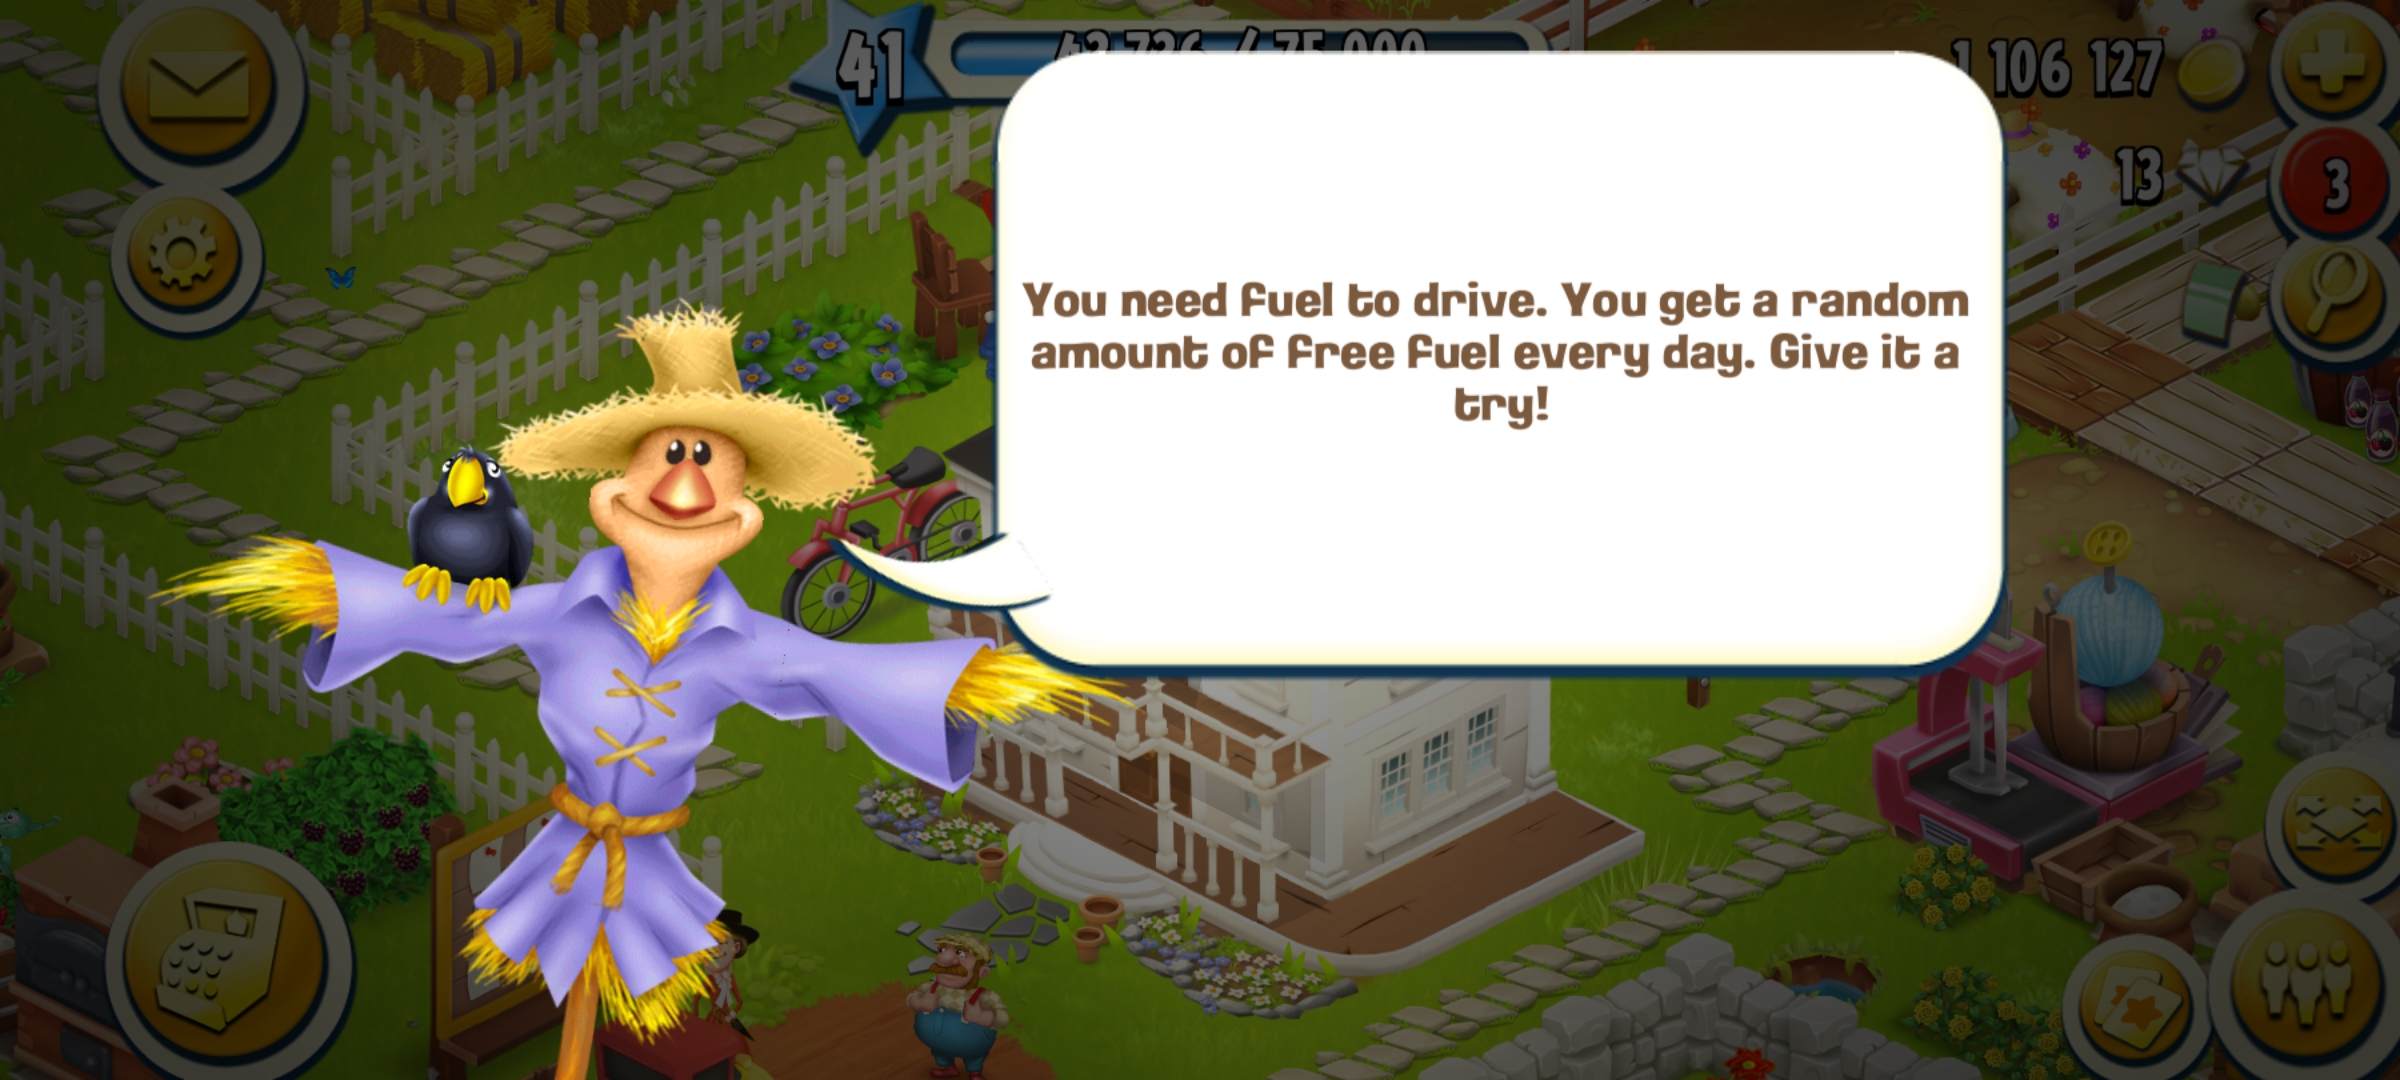 41
1 106 127
13
3
You need fuel to drive. You get a random
amount of free fuel every day. Give it a
try!